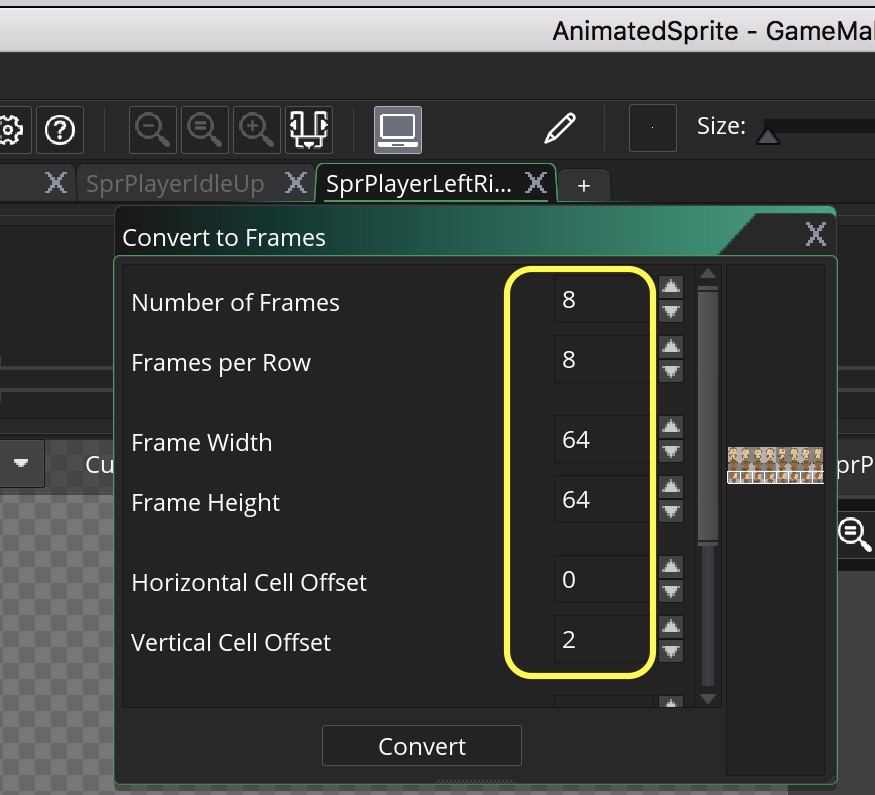 AnimatedSprite - GameMa
Size:
X SprPlayerIdleUp X SprPlayerLeftRi... X +
Convert to Frames X
Number of Frames 8
Frames per Row 8
Frame Width 64
Cu
prP
Frame Height 64
Horizontal Cell Offset 0
Vertical Cell Offset 2
Convert